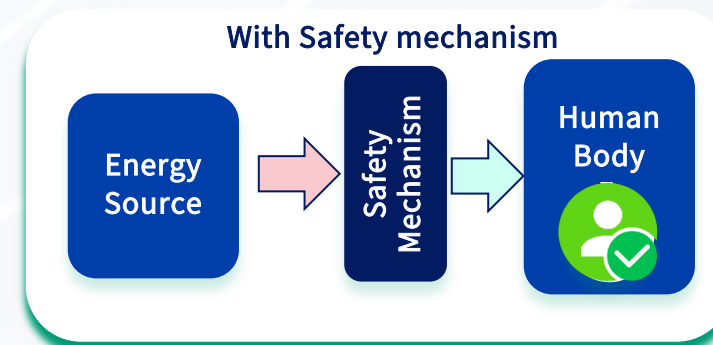 With Safety mechanism
Energy
Source
Safety
Mechanism
Human
Body